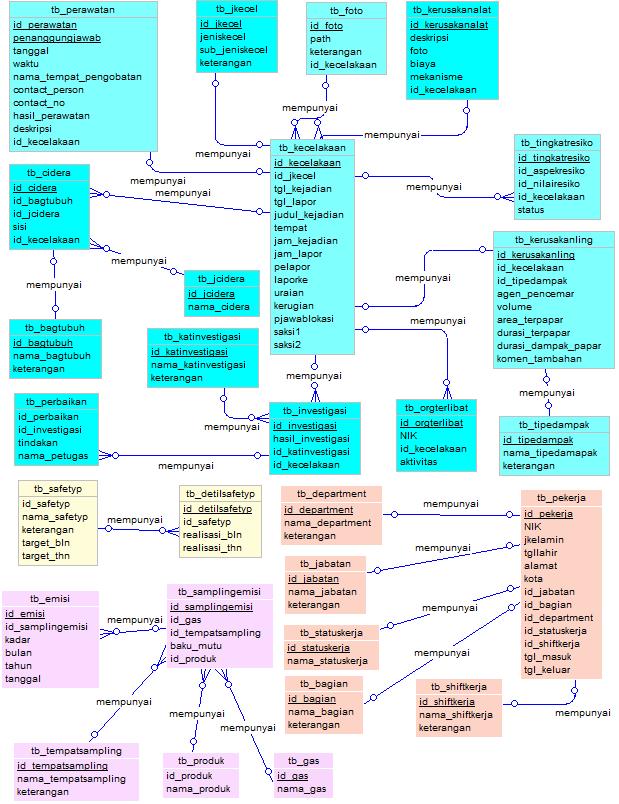 tb_perawatan
id_perawatan
penanggungjawab
tanggal
waktu
nama_tempat_pengobatan
contact_person
contact_no
hasil_perawatan
deskripsi
id_kecelakaan
tb_jkecel
id_jkecel
jeniskecel
sub_jeniskecel
keterangan
tb_foto
id_foto
path
keterangan
id_kecelakaan
tb_kerusakanalat
id_kerusakanalat
deskripsi
foto
biaya
mekanisme
id_kecelakaan
mempunyai
mempunyai
mempunyai
mempunyai
tb_kecelakaan
id_kecelakaan
id_jkecel
tgl_kejadian
tgl_lapor
judul_kejadian
tempat
jam_kejadian
jam_lapor
pelapor
laporke
uraian
kerugian
pjawablokasi
saksi1
saksi2
tb_tingkatresiko
id_tingkatresiko
id_aspekresiko
id_nilairesiko
id_kecelakaan
status
mempunyai
tb_cidera
id_cidera
id_bagtubuh
id_jcidera
sisi
id_kecelakaan
mempunyai
mempunyai
tb_jcidera
id_jcidera
nama_cidera
mempunyai
tb_bagtubuh
id_bagtubuh
nama_bagtubuh
keterangan
tb_kerusakanling
id_kerusakanling
id_kecelakaan
id_tipedampak
agen_pencemar
volume
area_terpapar
durasi_terpapar
durasi_dampak_papar
komen_tambahan
mempunyai
mempunyai
tb_katinvestigasi
id_katinvestigasi
nama_katinvestigasi
keterangan
mempunyai
mempunyai
mempunyai
tb_perbaikan
id_perbaikan
id_investigasi
tindakan
nama_petugas
tb_investigasi
id_investigasi
hasil_investigasi
id_katinvestigasi
id_kecelakaan
mempunyai
tb_orgterlibat
id_orgterlibat
NIK
id_kecelakaan
aktivitas
tb_tipedampak
id_tipedampak
nama_tipedamapak
keterangan
tb_safetyp
id_safetyp
nama_safetyp
keterangan
target_bln
target_thn
mempunyai
tb_detilsafetyp
id_detilsafetyp
id_safetyp
realisasi_bln
realisasi_thn
tb_department
id_department
nama_department
keterangan
mempunyai
tb_pekerja
id_pekerja
NIK
jkelamin
tgllahir
alamat
kota
id_jabatan
id_bagian
id_department
id_statuskerja
id_shiftkerja
tgl_masuk
tgl_keluar
tb_jabatan
id_jabatan
nama_jabatan
keterangan
mempunyai
tb_statuskerja
id_statuskerja
nama_statuskerja
mempunyai
tb_bagian
id_bagian
nama_bagian
keterangan
mempunyai
tb_shiftkerja
id_shiftkerja
nama_shiftkerja
keterangan
mempunyai
tb_emisi
id_emisi
id_samplingemisi
kadar
bulan
tahun
tanggal
mempunyai
tb_samplingemisi
id_samplingemisi
id_gas
id_tempatsampling
baku_mutu
id_produk
mempunyai
mempunyai
mempunyai
tb_tempatsampling
id_tempatsampling
nama_tempatsampling
keterangan
tb_produk
id_produk
nama_produk
tb_gas
id_gas
nama_gas